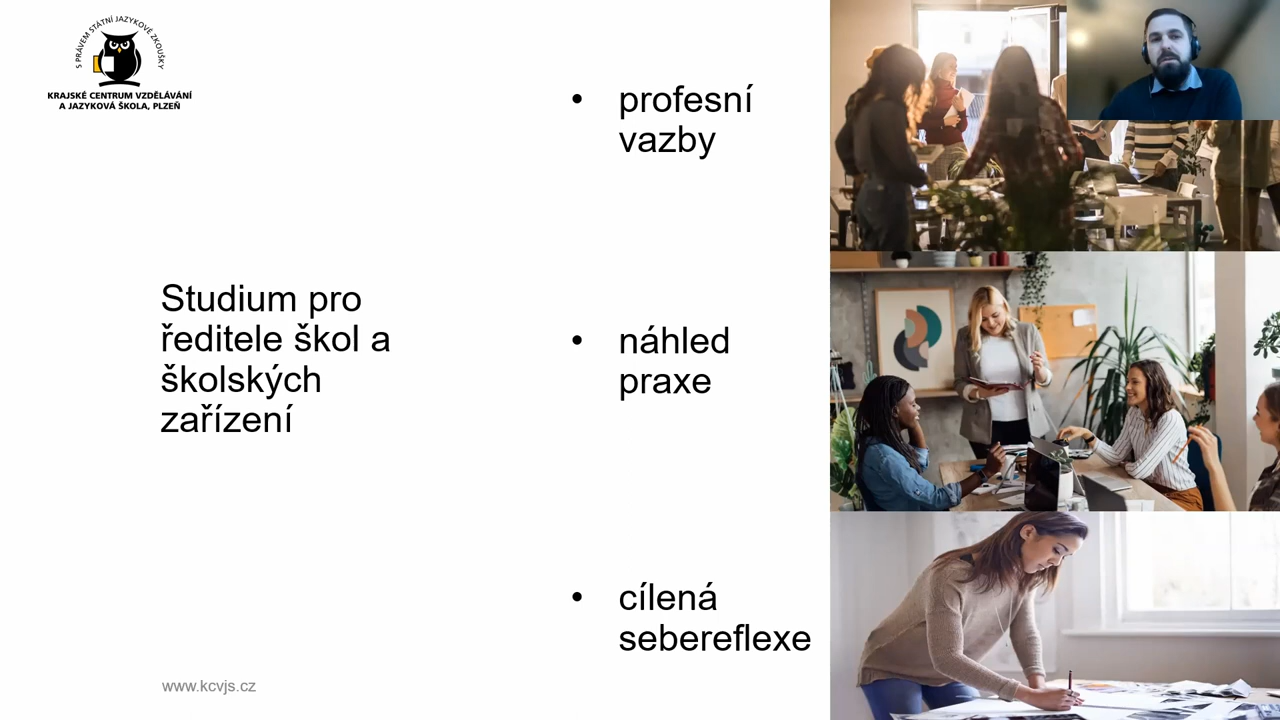 S PRÁVEM STÁTNÍ JAZYKOVÉ ZKOUŠKY
KRAJSKÉ CENTRUM VZDĚLÁVÁNÍ
A JAZYKOVÁ ŠKOLA, PLZEŇ
Studium pro
ředitele škol a
školských
zařízení
• profesní
vazby
• náhled
praxe
• cílená
sebereflexe
www.kcvjs.cz